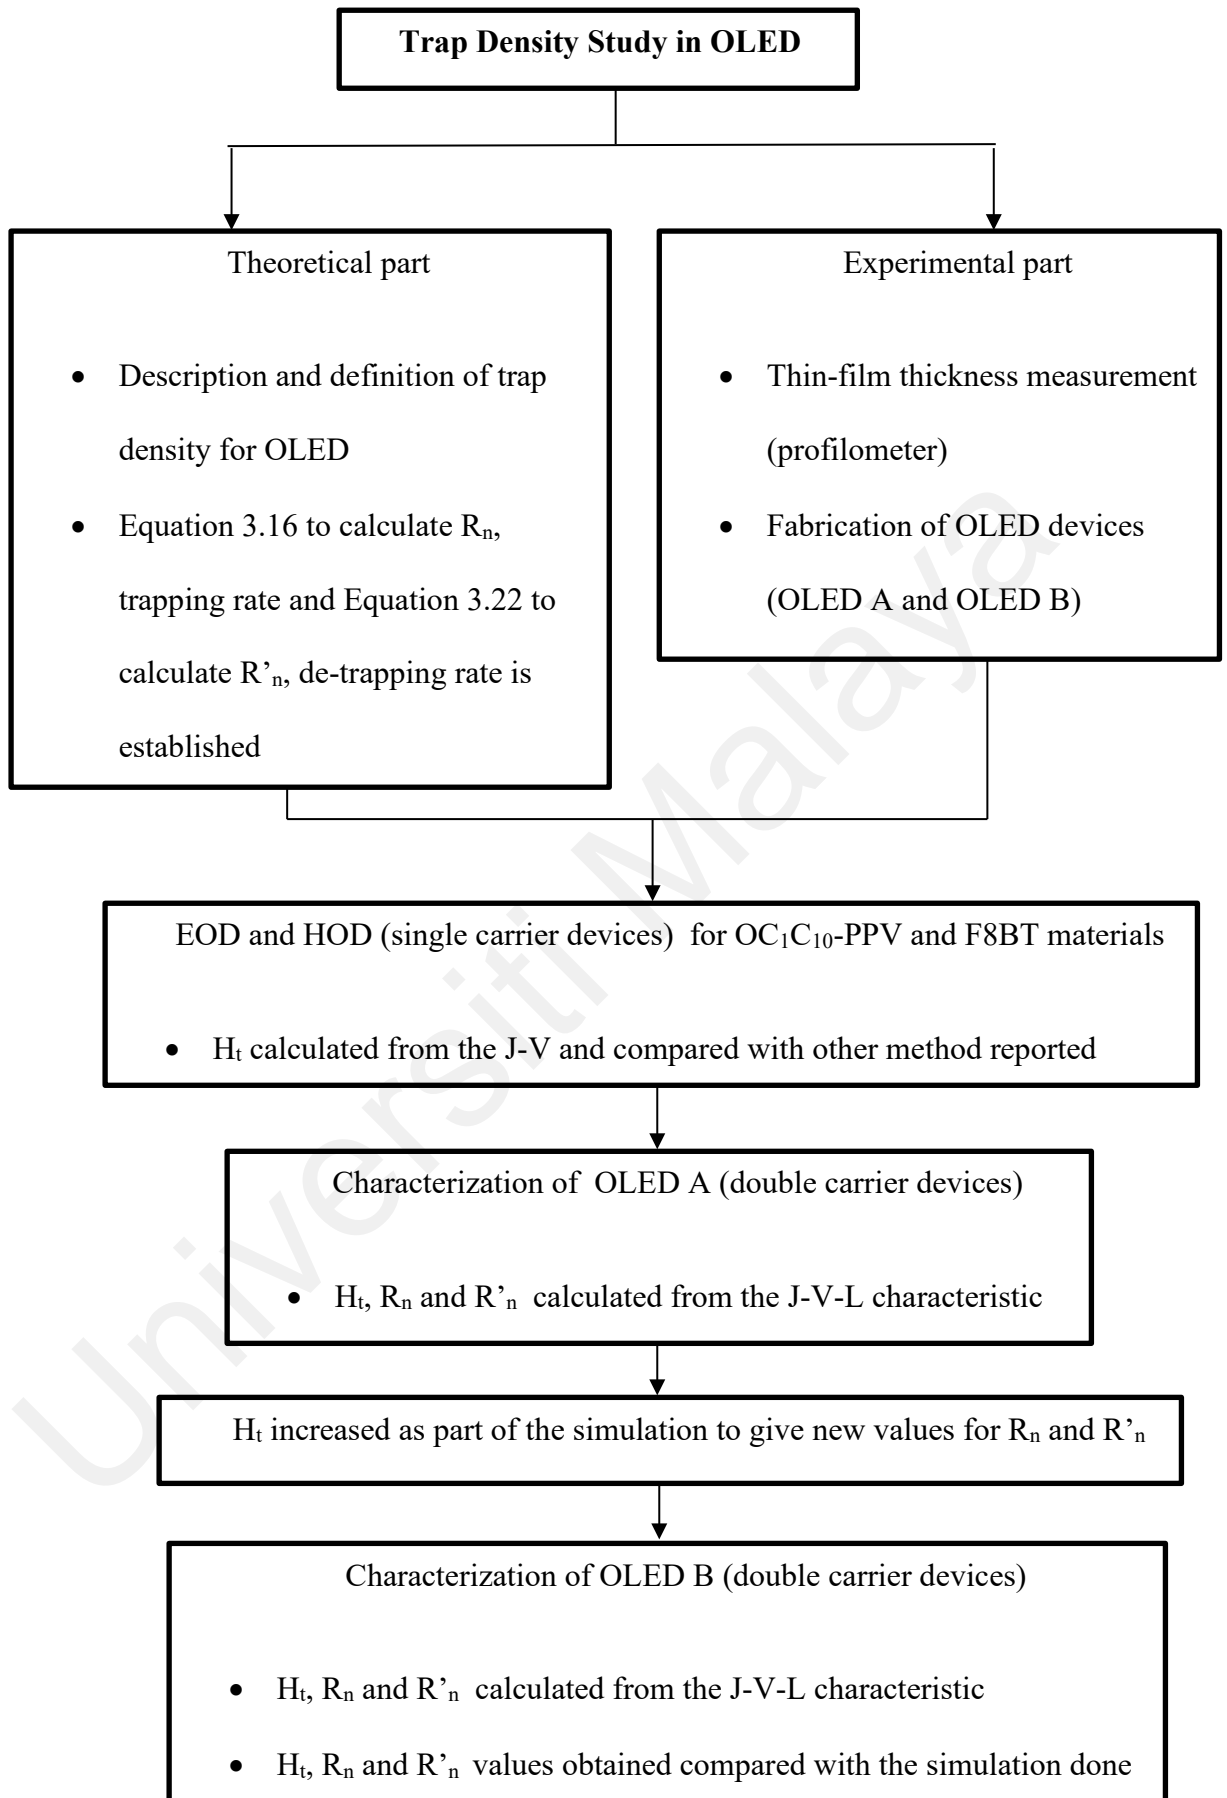 Trap Density Study in OLED
Theoretical part
• Description and definition of trap
density for OLED
• Equation 3.16 to calculate Rₙ,
trapping rate and Equation 3.22 to
calculate R’ₙ, de-trapping rate is
established
Experimental part
• Thin-film thickness measurement
(profilometer)
• Fabrication of OLED devices
(OLED A and OLED B)
EOD and HOD (single carrier devices) for OC₁C₁₀-PPV and F8BT materials
• Hₜ calculated from the J-V and compared with other method reported
Characterization of OLED A (double carrier devices)
• Hₜ, Rₙ and R’ₙ calculated from the J-V-L characteristic
Hₜ increased as part of the simulation to give new values for Rₙ and R’ₙ
Characterization of OLED B (double carrier devices)
• Hₜ, Rₙ and R’ₙ calculated from the J-V-L characteristic
• Hₜ, Rₙ and R’ₙ values obtained compared with the simulation done
Universiti Malaya